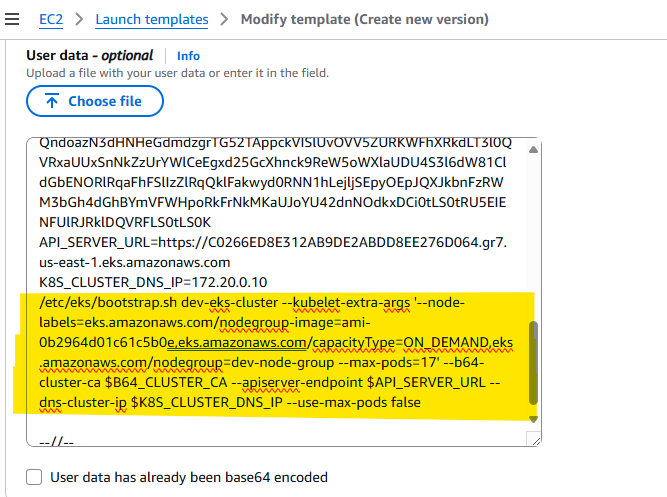 EC2 > Launch templates > Modify template (Create new version)
User data - optional Info
Upload a file with your user data or enter it in the field.
Choose file
VRxaUUxSnNkZzUrYWlCeEgxd25GcXhnck9ReW5oWXlaUDU4S3l6dW81Cl
dGbENORlRqaFhFSlIzZlRqQklFakwyd0RNN1hLejljSEpyOEpJQXJkbnFzRW
M3bGh4dGhBYmVFWHpoRkFrNkMKaUJoYU42dnNOdkxDCi0tLS0tRU5EIE
NFUlRJRklDQVRFLS0tLS0K
API_SERVER_URL=https://C0266ED8E312AB9DE2ABDD8EE276D064.gr7.
us-east-1.eks.amazonaws.com
K8S_CLUSTER_DNS_IP=172.20.0.10
/etc/eks/bootstrap.sh dev-eks-cluster --kubelet-extra-args '--node-
labels=eks.amazonaws.com/nodegroup-image=ami-
0b2964d01c61c5b0e,eks.amazonaws.com/capacityType=ON_DEMAND,eks
.amazonaws.com/nodegroup=dev-node-group --max-pods=17' --b64-
cluster-ca $B64_CLUSTER_CA --apiserver-endpoint $API_SERVER_URL --
dns-cluster-ip $K8S_CLUSTER_DNS_IP --use-max-pods false
--//--
User data has already been base64 encoded